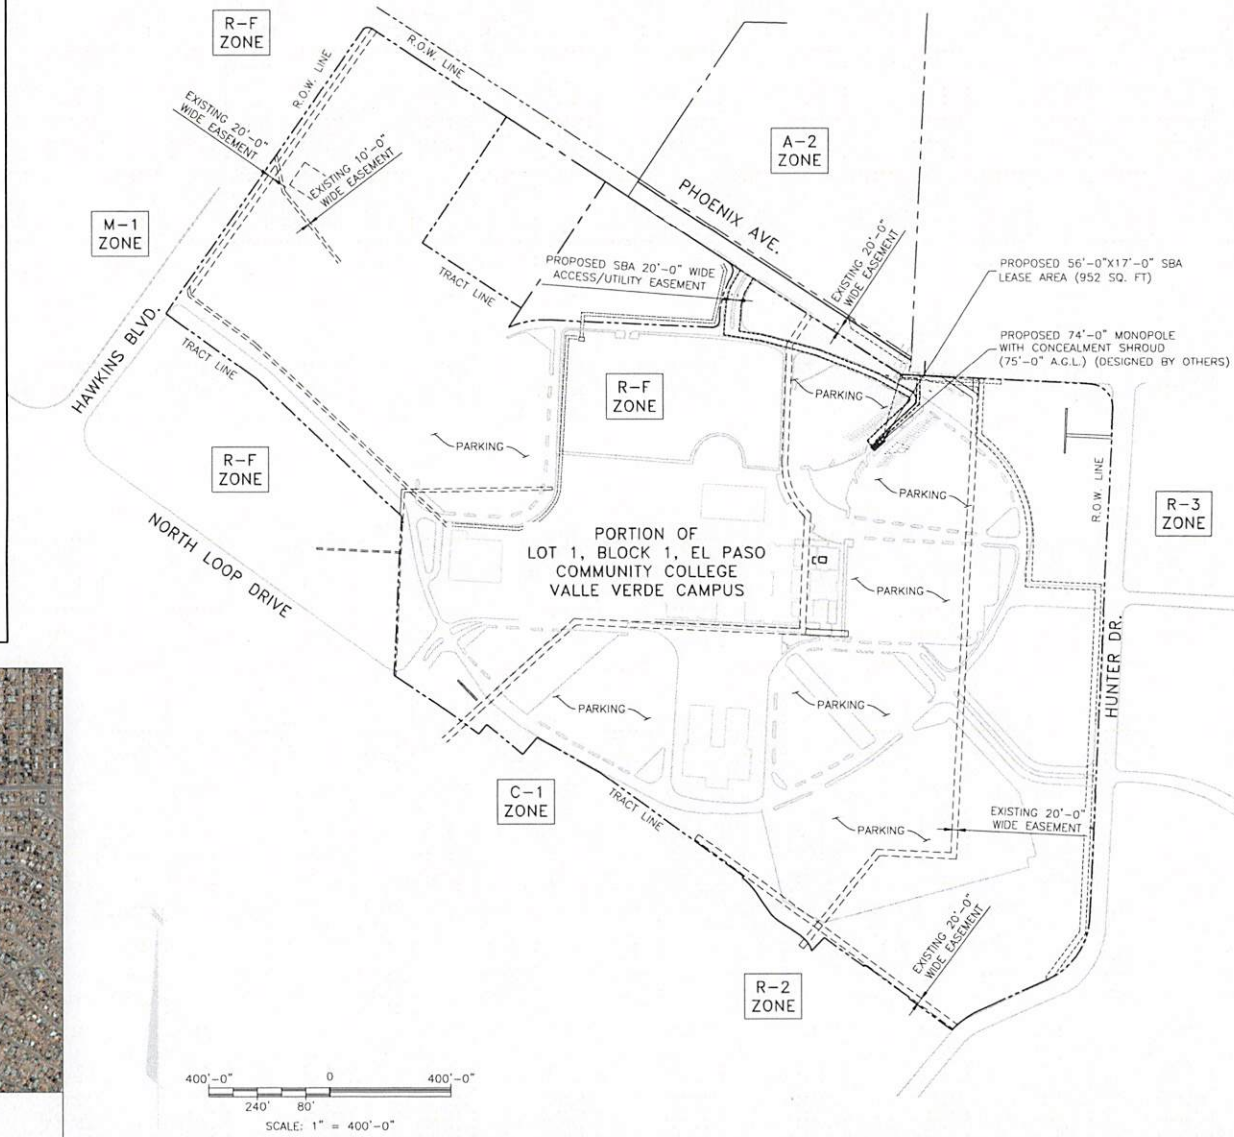 R-F
ZONE
R.O.W. LINE
R.O.W. LINE
EXISTING 20'-0"
WIDE EASEMENT
EXISTING 10'-0"
WIDE EASEMENT
A-2
ZONE
M-1
ZONE
PHOENIX AVE.
TRACT LINE
PROPOSED SBA 20'-0" WIDE
ACCESS/UTILITY EASEMENT
EXISTING 20'-0"
WIDE EASEMENT
PROPOSED 56'-0"X17'-0" SBA
LEASE AREA (952 SQ. FT)
PROPOSED 74'-0" MONOPOLE
WITH CONCEALMENT SHROUD
(75'-0" A.G.L.) (DESIGNED BY OTHERS)
HAWKINS BLVD.
TRACT LINE
R-F
ZONE
PARKING
PARKING
R-F
ZONE
PARKING
R.O.W. LINE
R-3
ZONE
NORTH LOOP DRIVE
PORTION OF
LOT 1, BLOCK 1, EL PASO
COMMUNITY COLLEGE
VALLE VERDE CAMPUS
PARKING
HUNTER DR.
PARKING
PARKING
C-1
ZONE
TRACT LINE
EXISTING 20'-0"
WIDE EASEMENT
PARKING
EXISTING 20'-0"
WIDE EASEMENT
R-2
ZONE
400'-0" 0 400'-0"
240' 80'
SCALE: 1" = 400'-0"